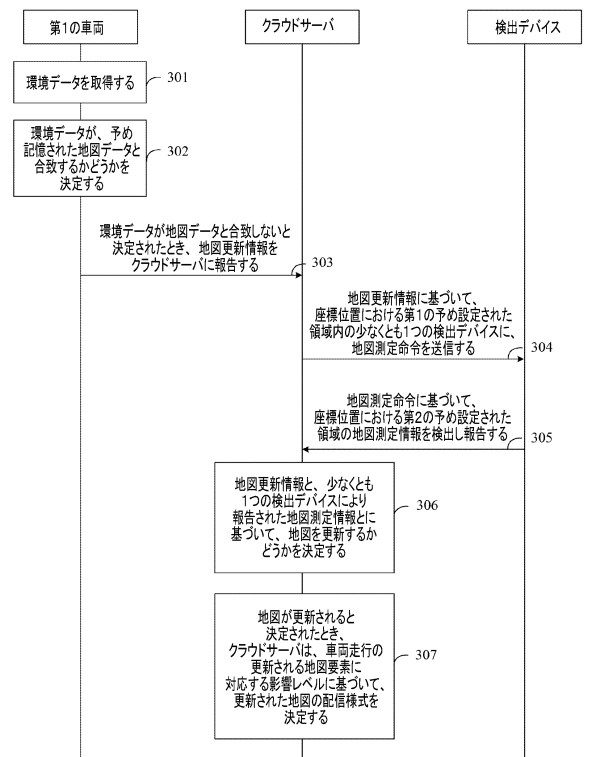 第1の車両
クラウドサーバ
検出デバイス
環境データを取得する
301
環境データが、予め
記憶された地図データと
合致するかどうかを
決定する
302
環境データが地図データと合致しないと
決定されたとき、地図更新情報を
クラウドサーバに報告する
303
地図更新情報に基づいて、
座標位置における第1の予め設定された
領域内の少なくとも1つの検出デバイスに、
地図測定命令を送信する
304
地図測定命令に基づいて、
座標位置における第2の予め設定された
領域の地図測定情報を検出し報告する
305
地図更新情報と、少なくとも
1つの検出デバイスにより
報告された地図測定情報とに
基づいて、地図を更新するか
どうかを決定する
306
地図が更新されると
決定されたとき、
クラウドサーバは、車両走行の
更新される地図要素に
対応する影響レベルに基づいて、
更新された地図の配信様式を
決定する
307